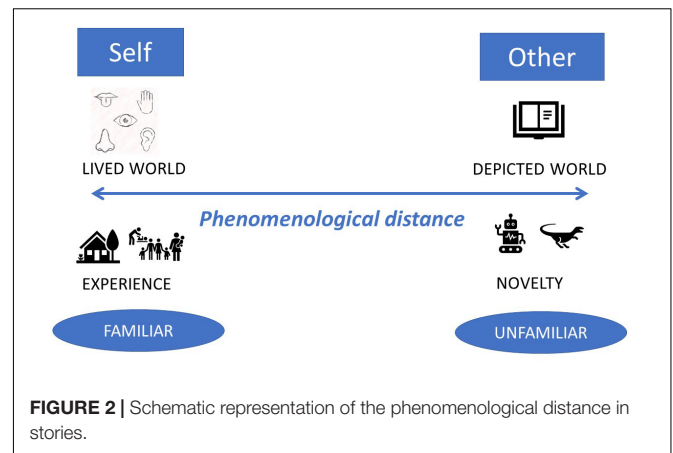 Self
Other
LIVED WORLD
DEPICTED WORLD
Phenomenological distance
EXPERIENCE
NOVELTY
FAMILIAR
UNFAMILIAR
FIGURE 2 | Schematic representation of the phenomenological distance in
stories.